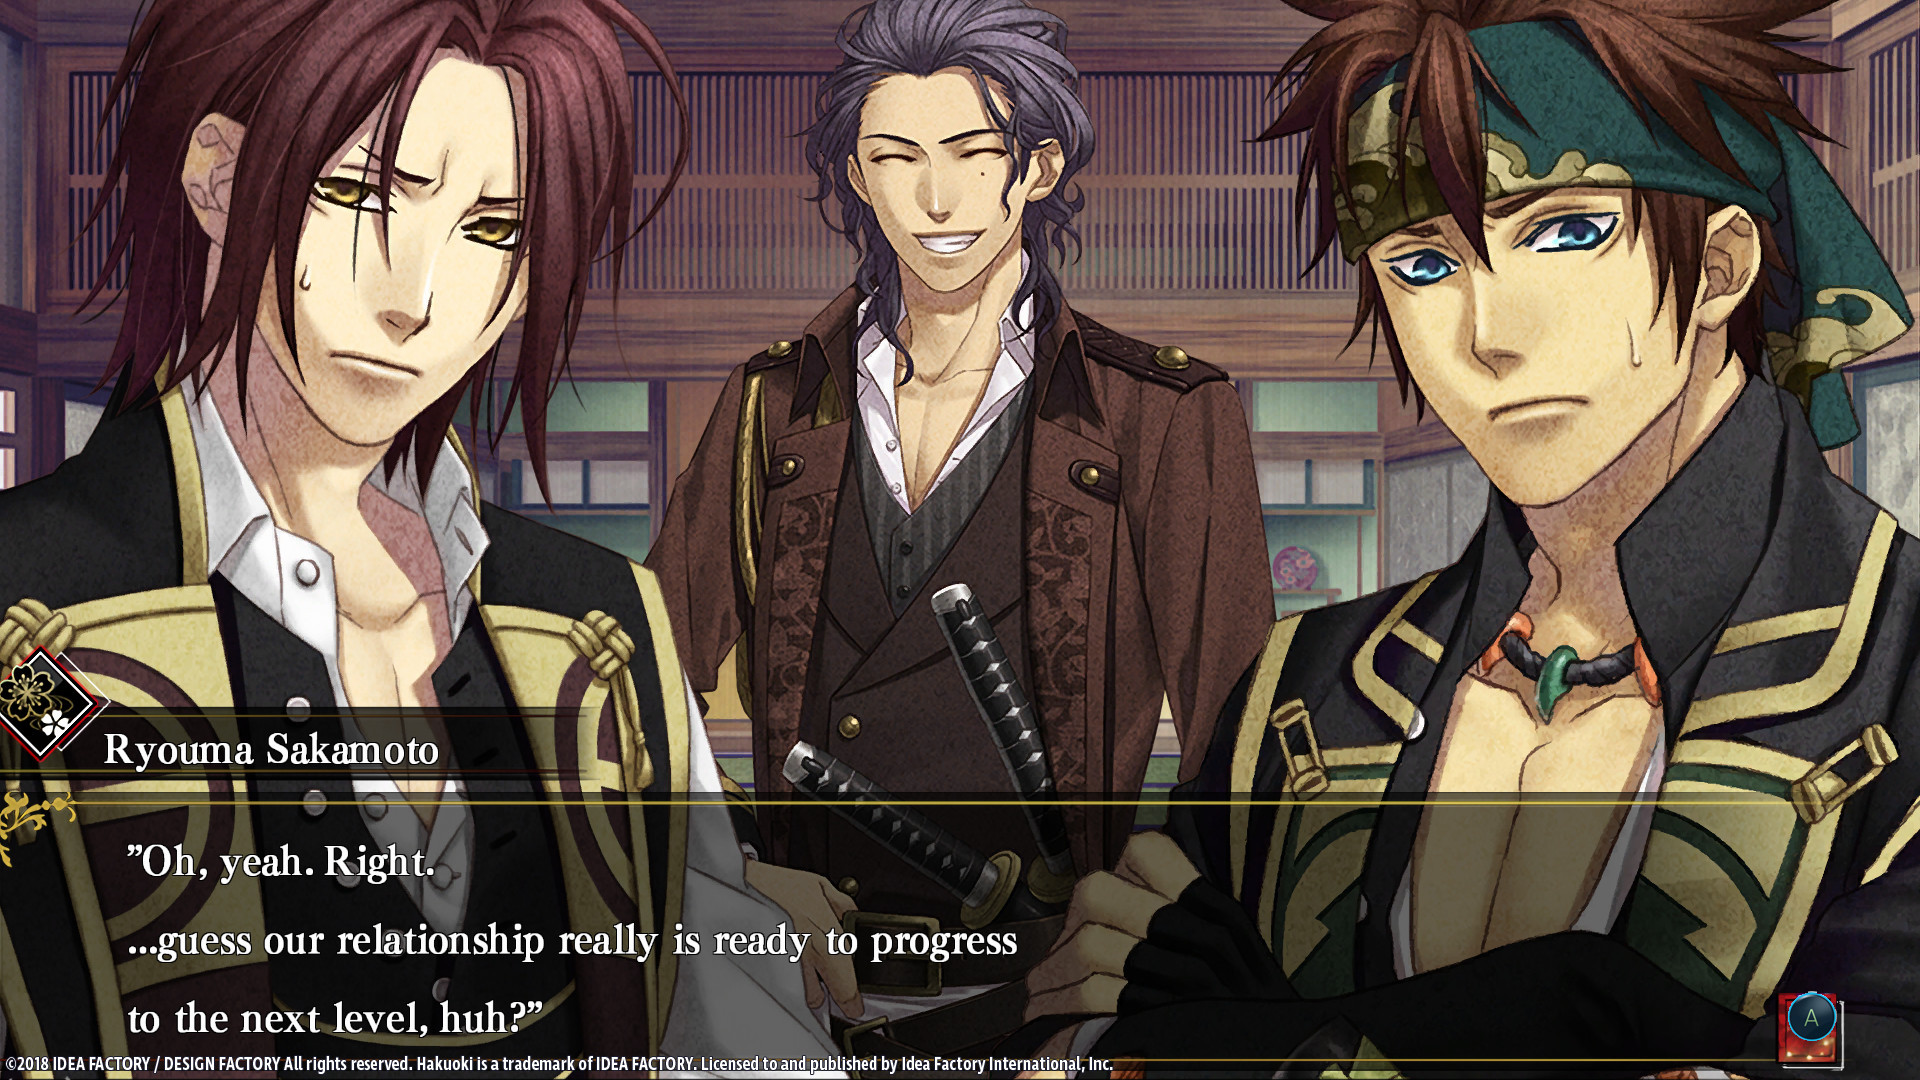 Ryouma Sakamoto
”Oh, yeah. Right.
...guess our relationship really is ready to progress
to the next level, huh?”
A
©2018 IDEA FACTORY / DESIGN FACTORY All rights reserved. Hakuoki is a trademark of IDEA FACTORY. Licensed to and published by Idea Factory International, Inc.